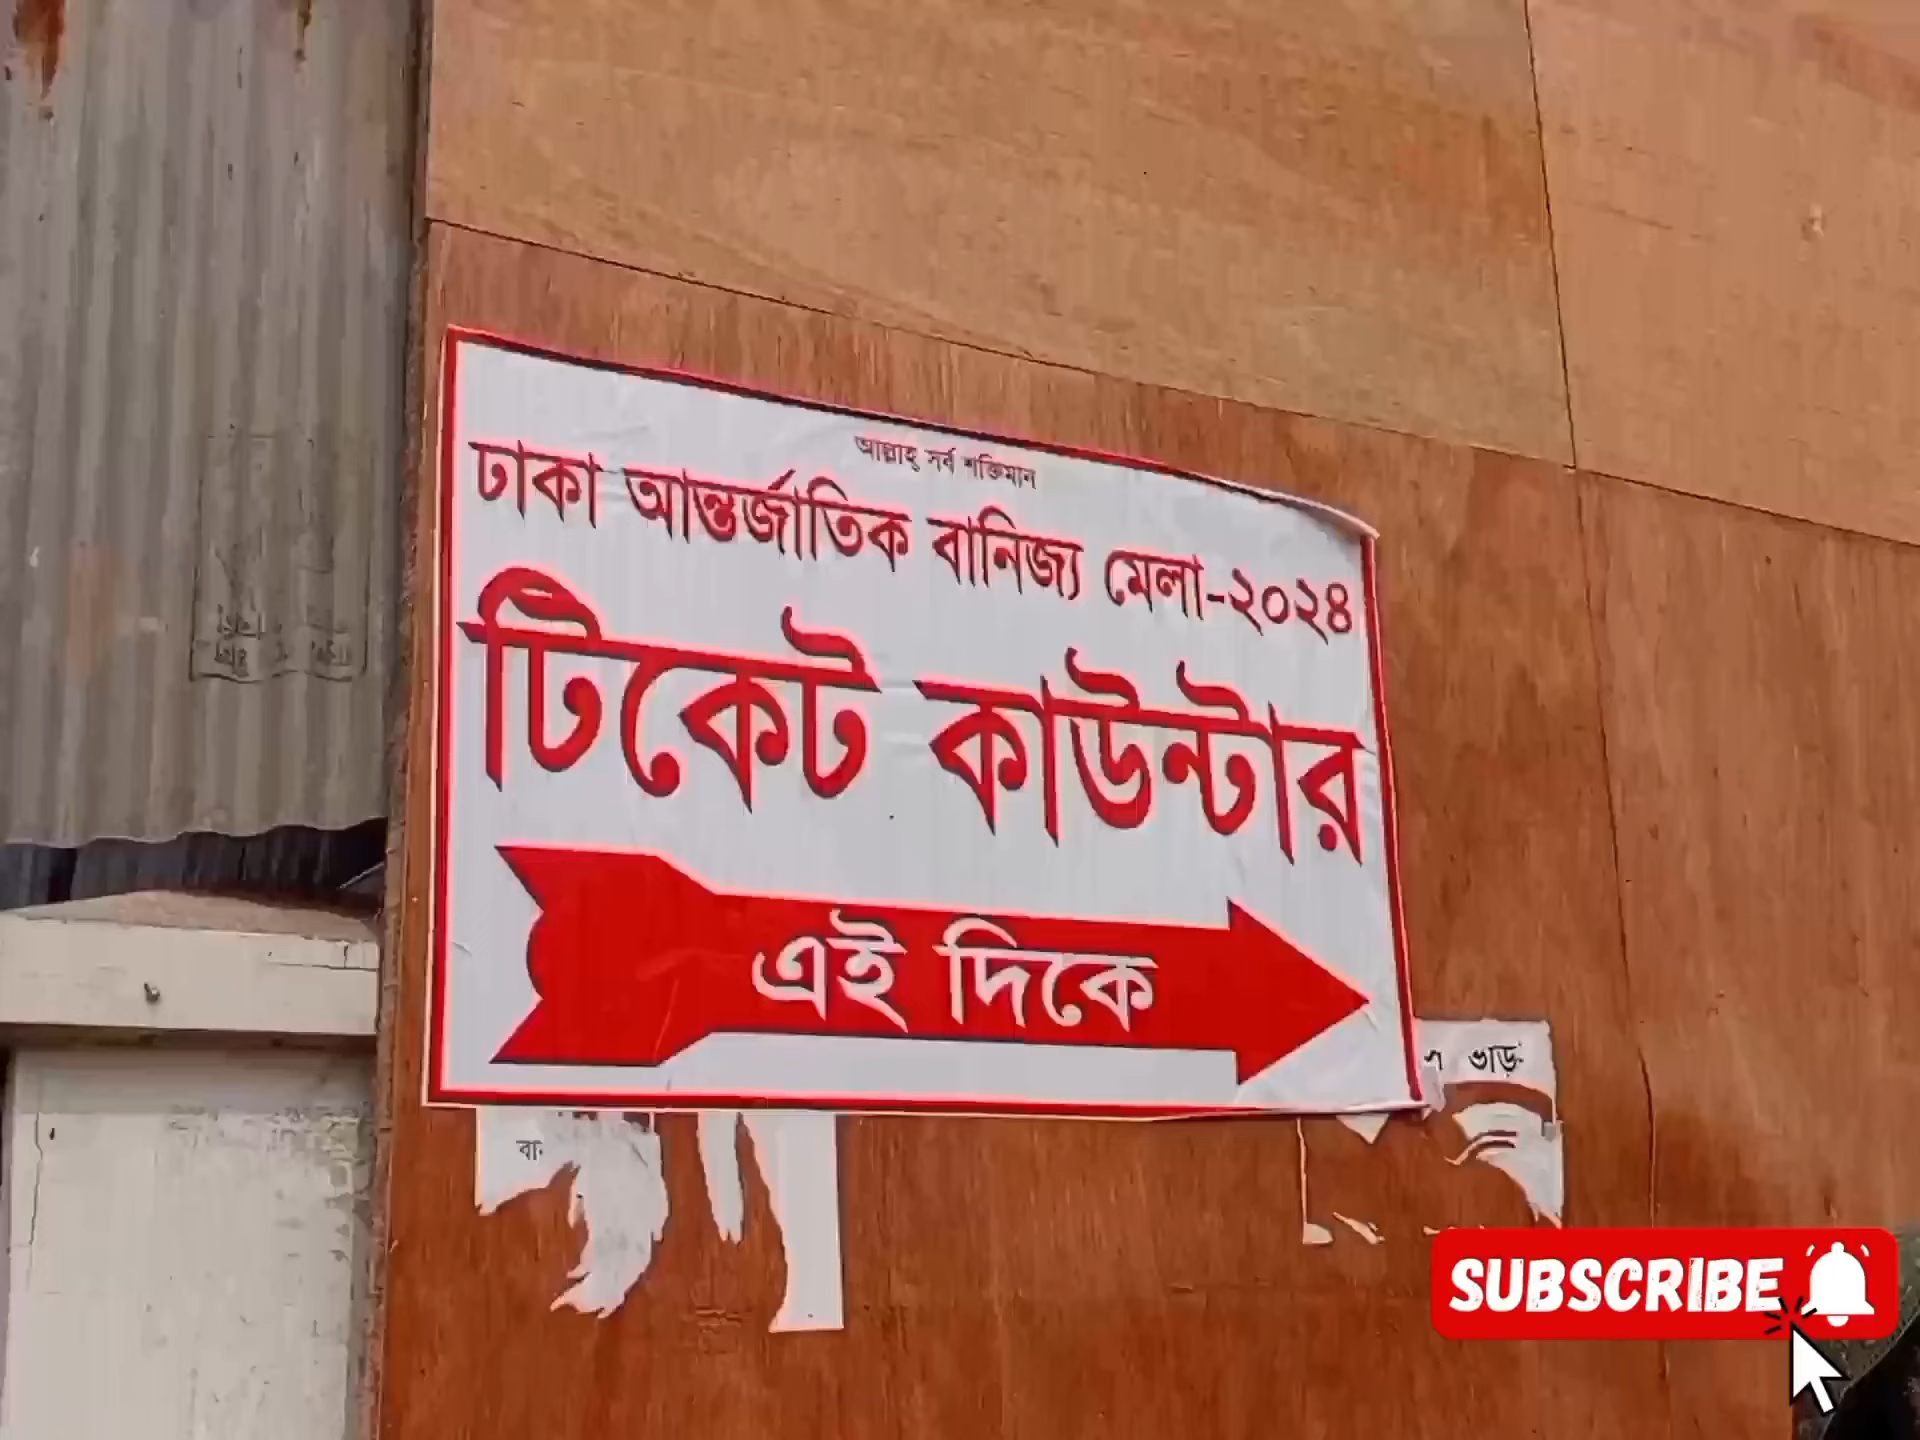 আল্লাহ সর্ব শক্তিমান
ঢাকা আন্তর্জাতিক বানিজ্য মেলা-২০২৪
টিকেট কাউন্টার
এই দিকে
SUBSCRIBE